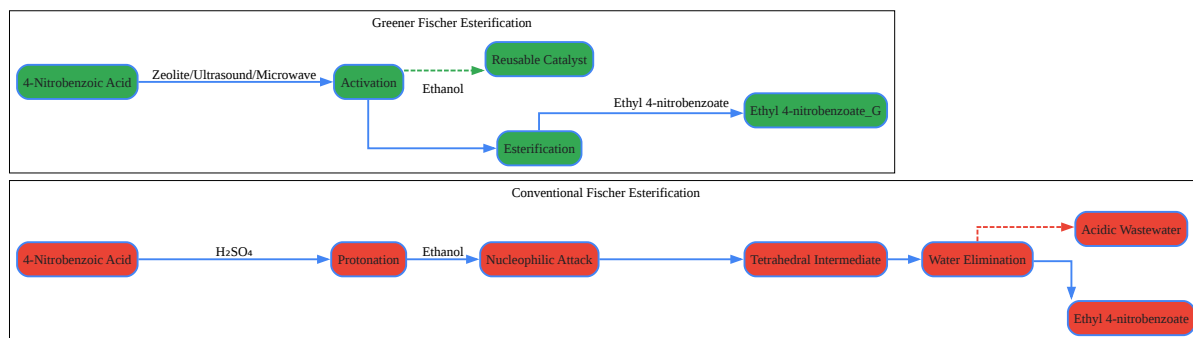 Greener Fischer Esterification
4-Nitrobenzoic Acid
Zeolite/Ultrasound/Microwave
Activation
Ethanol
Reusable Catalyst
Esterification
Ethyl 4-nitrobenzoate
Ethyl 4-nitrobenzoate_G
Conventional Fischer Esterification
4-Nitrobenzoic Acid
H₂SO₄
Protonation
Ethanol
Nucleophilic Attack
Tetrahedral Intermediate
Water Elimination
Acidic Wastewater
Ethyl 4-nitrobenzoate